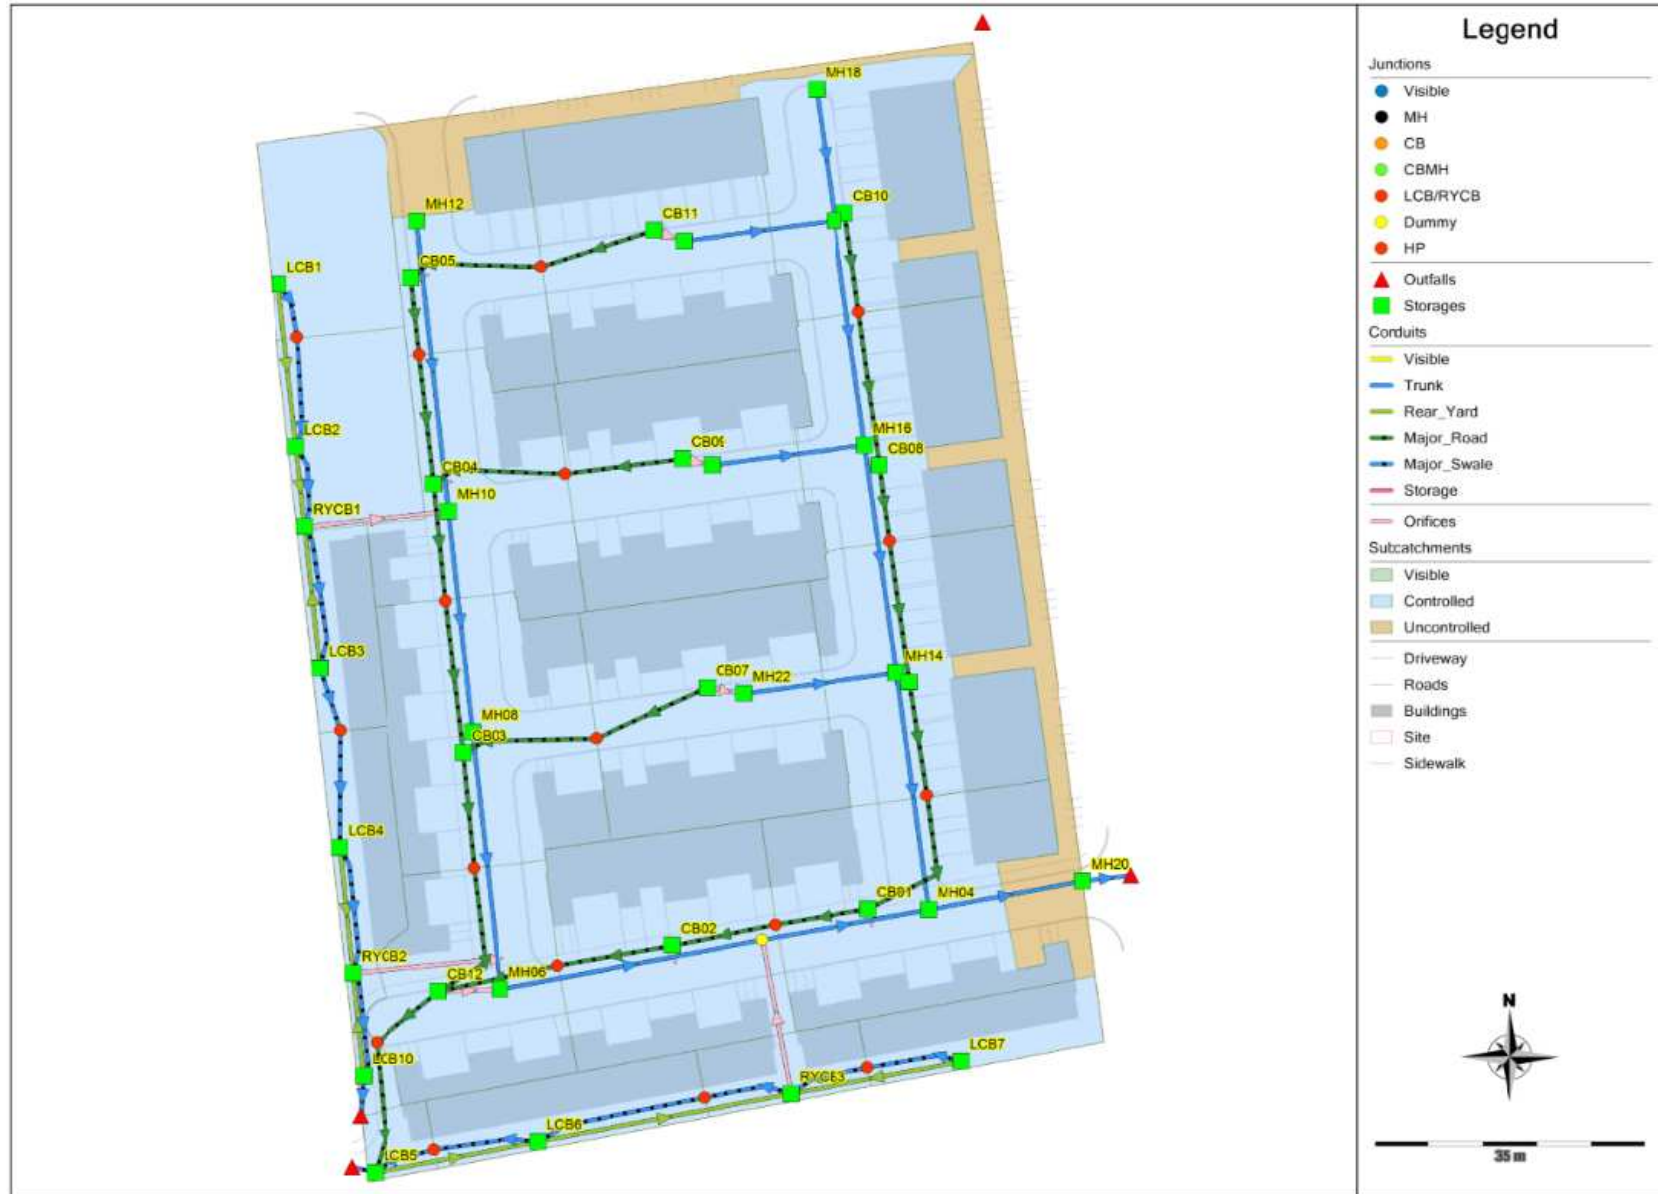 Legend
Junctions
Visible
MH
CB
CBMH
LCB/RYCB
Dummy
HP
Outfalls
Storages
Conduits
Visible
Trunk
Rear_Yard
Major_Road
Major_Swale
Storage
Orifices
Subcatchments
Visible
Controlled
Uncontrolled
Driveway
Roads
Buildings
Site
Sidewalk
N
35 m
MH18
MH12
CB11
CB10
CB05
LCB1
LCB2
CB09
MH16
CB08
CB04
MH10
RYCB1
LCB3
CB07
MH22
MH14
MH08
CB03
LCB4
MH20
CB01
MH04
CB02
RYCB2
CB12
MH06
LCB10
LCB7
RYCB3
LCB6
LCB5